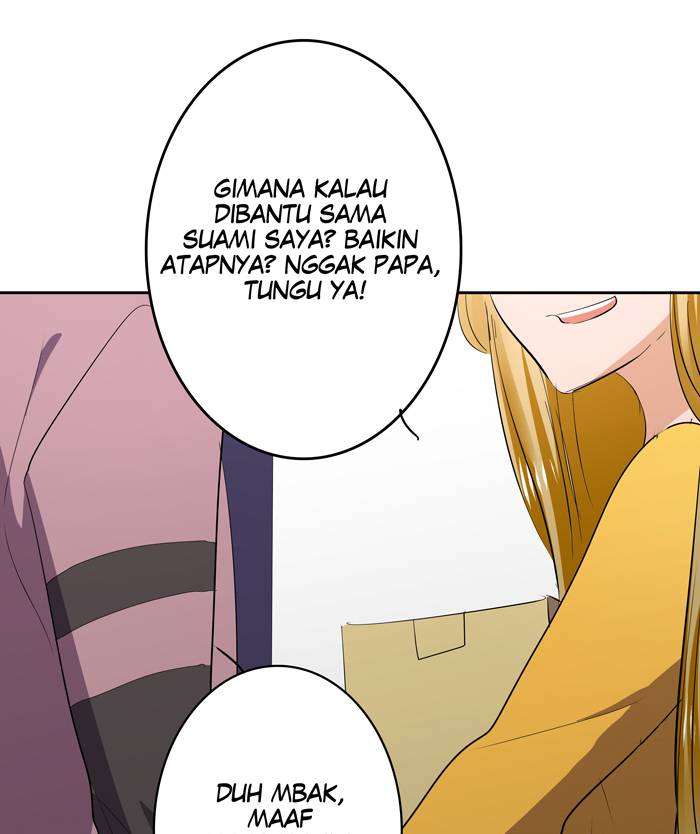 GIMANA KALAU
DIBANTU SAMA
SUAMI SAYA? BAIKIN
ATAPNYA? NGGAK PAPA,
TUNGU YA!
DUH MBAK,
MAAF